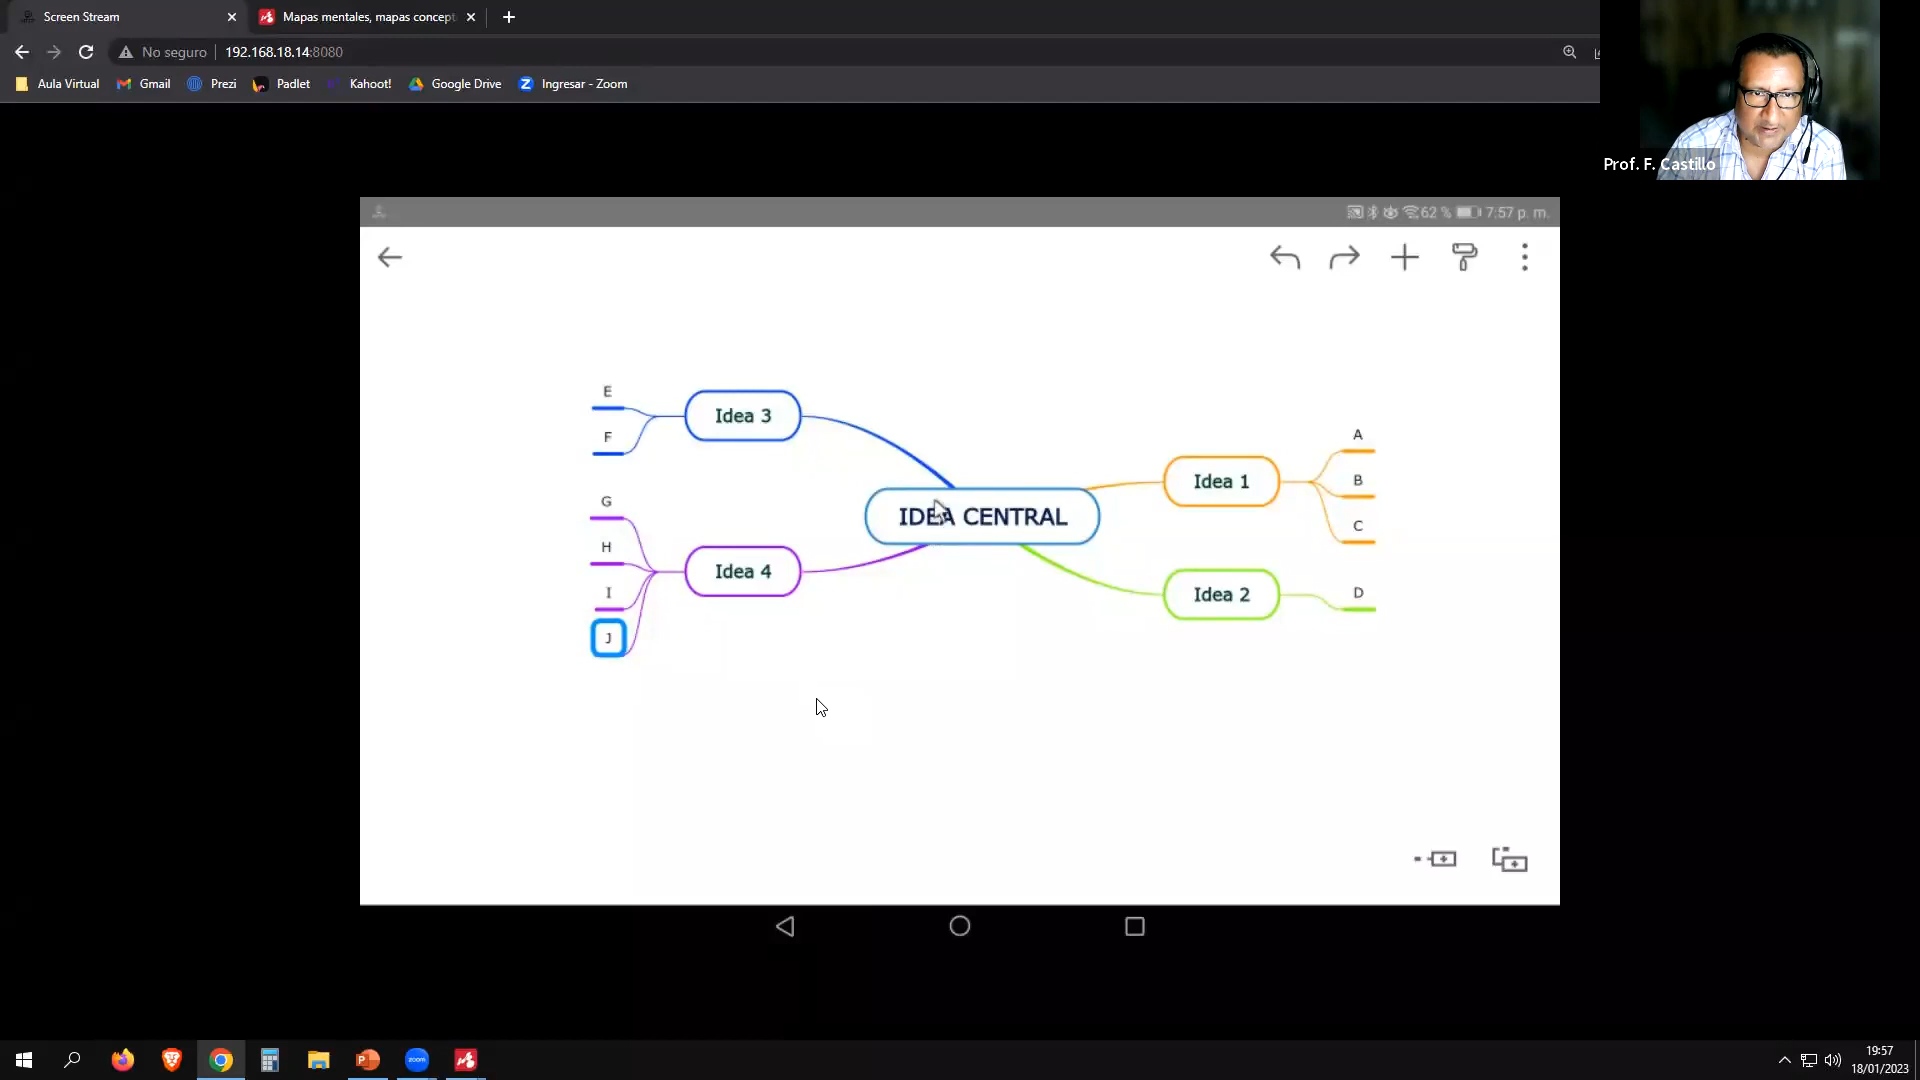 Screen Stream
Mapas mentales, mapas concept
No seguro
192.168.18.14:8080
Aula Virtual
Gmail
Prezi
Padlet
Kahoot!
Google Drive
Ingresar - Zoom
Prof. F. Castillo
62 % 7:57 p. m.
E
Idea 3
F
A
Idea 1
B
G
IDEA CENTRAL
C
H
Idea 4
I
Idea 2
D
J
zoom
19:57
18/01/2023